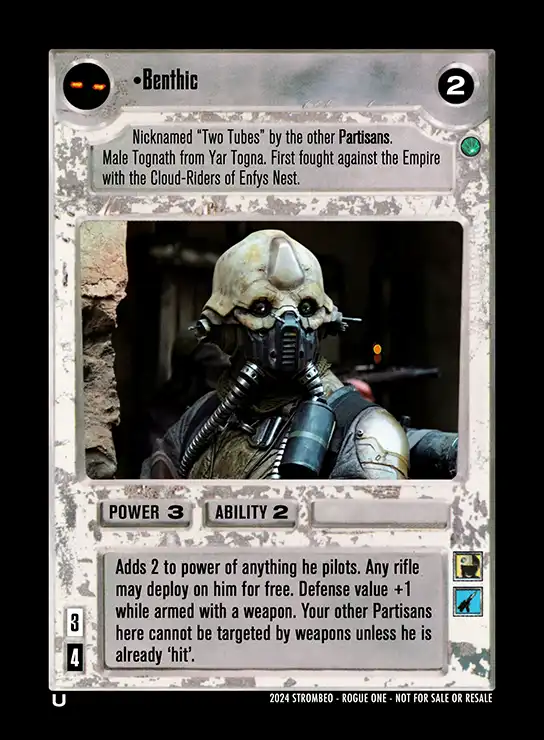 •Benthic
2
Nicknamed “Two Tubes” by the other Partisans.
Male Tognath from Yar Togna. First fought against the Empire
with the Cloud-Riders of Enfys Nest.
POWER 3
ABILITY 2
Adds 2 to power of anything he pilots. Any rifle
may deploy on him for free. Defense value +1
while armed with a weapon. Your other Partisans
here cannot be targeted by weapons unless he is
already ‘hit’.
3
4
U
2024 STROMBEO - ROGUE ONE - NOT FOR SALE OR RESALE